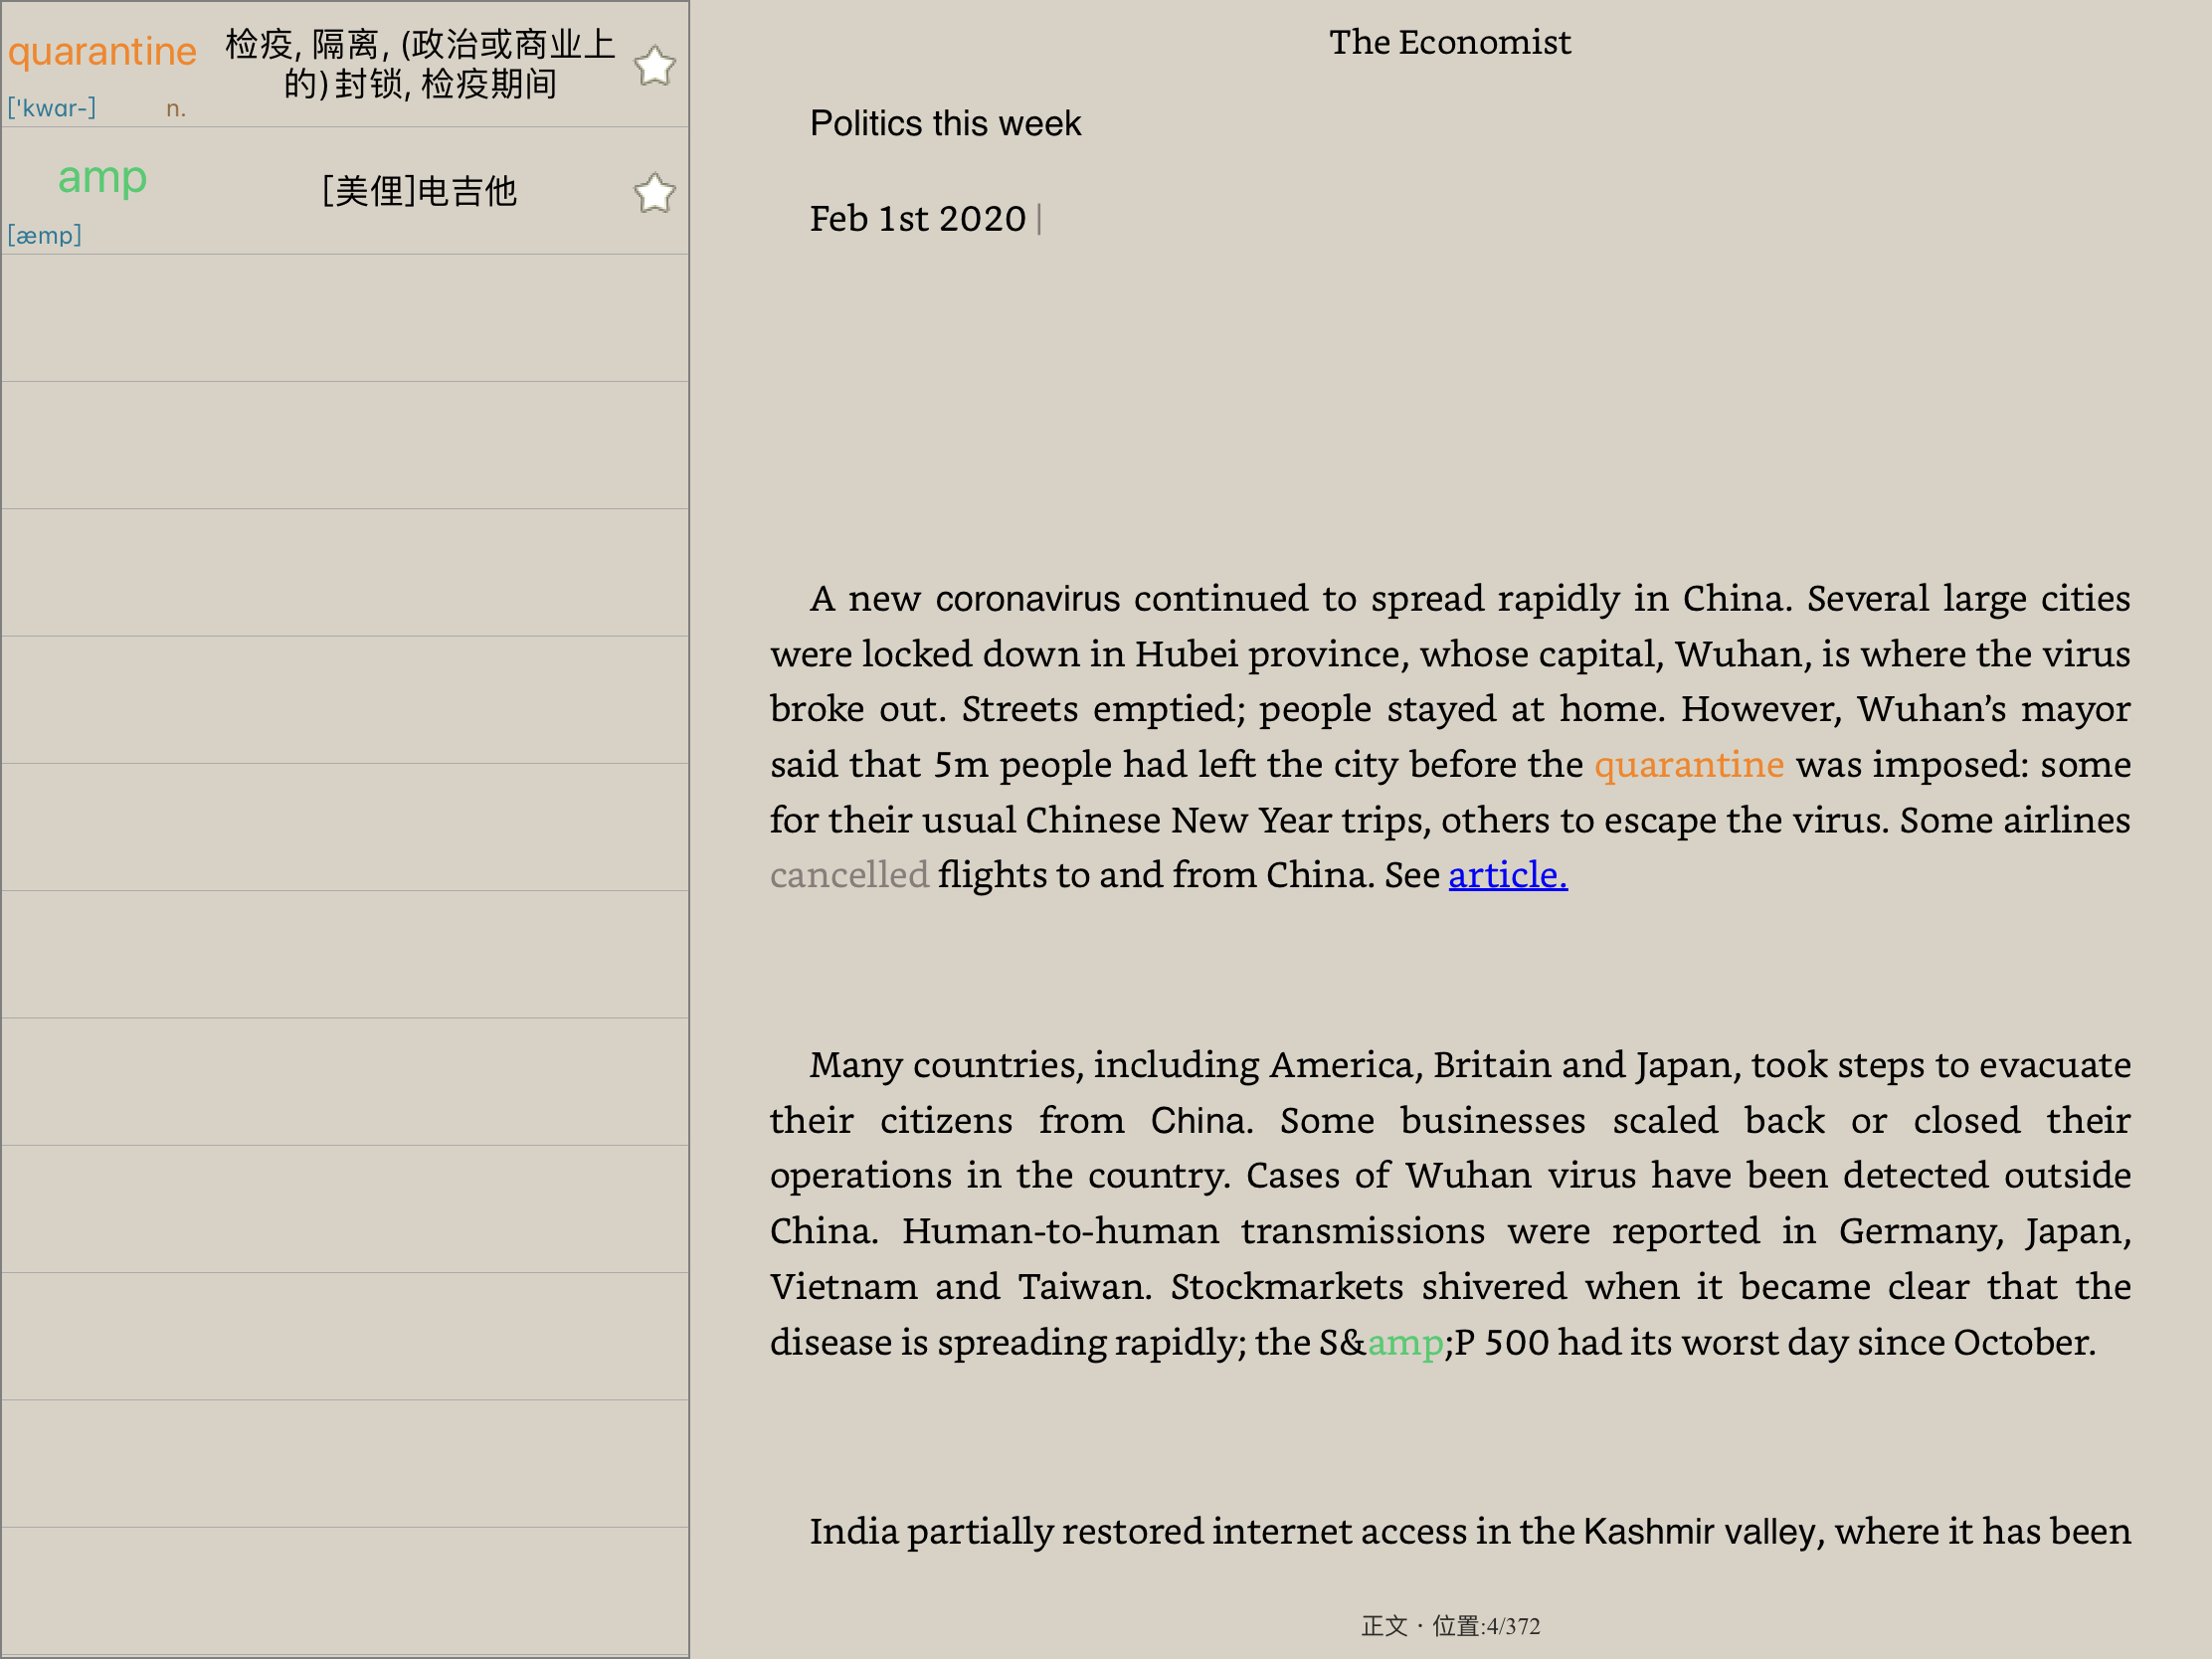 quarantine
检疫, 隔离, (政治或商业上
的)封锁, 检疫期间
['kwɑr-] n.
amp
[美俚]电吉他
[æmp]
The Economist
Politics this week
Feb 1st 2020 |
A new coronavirus continued to spread rapidly in China. Several large cities
were locked down in Hubei province, whose capital, Wuhan, is where the virus
broke out. Streets emptied; people stayed at home. However, Wuhan’s mayor
said that 5m people had left the city before the quarantine was imposed: some
for their usual Chinese New Year trips, others to escape the virus. Some airlines
cancelled flights to and from China. See article.
Many countries, including America, Britain and Japan, took steps to evacuate
their citizens from China. Some businesses scaled back or closed their
operations in the country. Cases of Wuhan virus have been detected outside
China. Human-to-human transmissions were reported in Germany, Japan,
Vietnam and Taiwan. Stockmarkets shivered when it became clear that the
disease is spreading rapidly; the S&amp;P 500 had its worst day since October.
India partially restored internet access in the Kashmir valley, where it has been
正文 · 位置:4/372